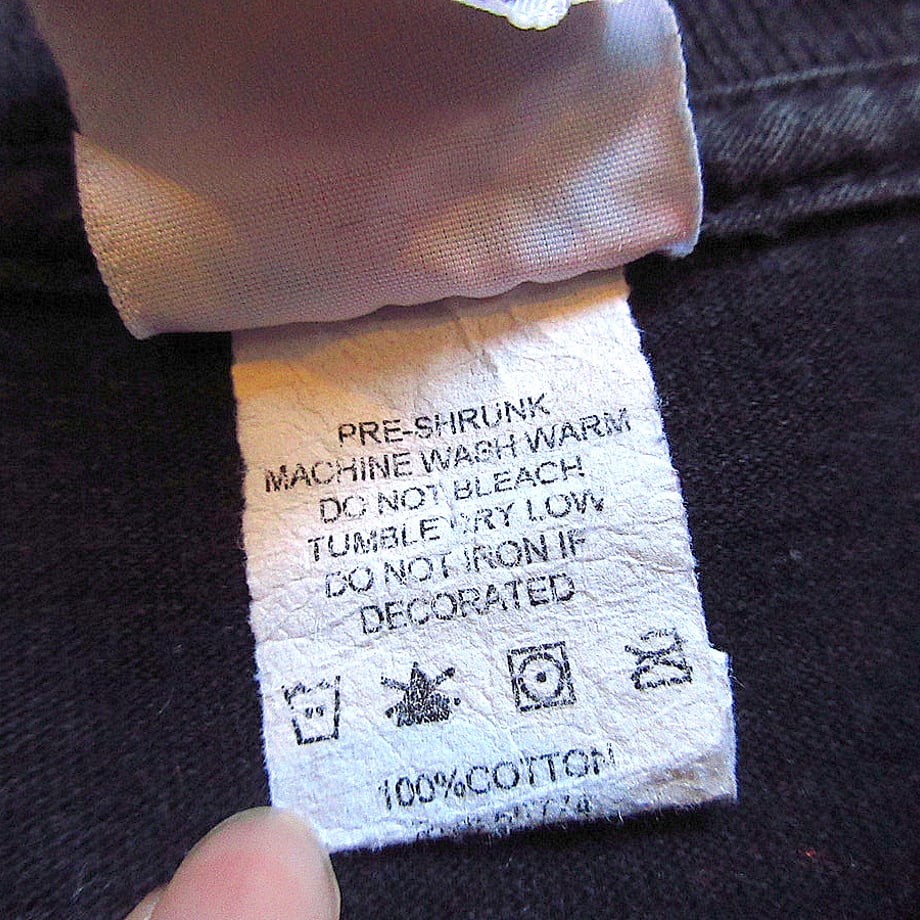 PRE-SHRUNK
MACHINE WASH WARM
DO NOT BLEACH
TUMBLE DRY LOW
DO NOT IRON IF
DECORATED
100%COTTON